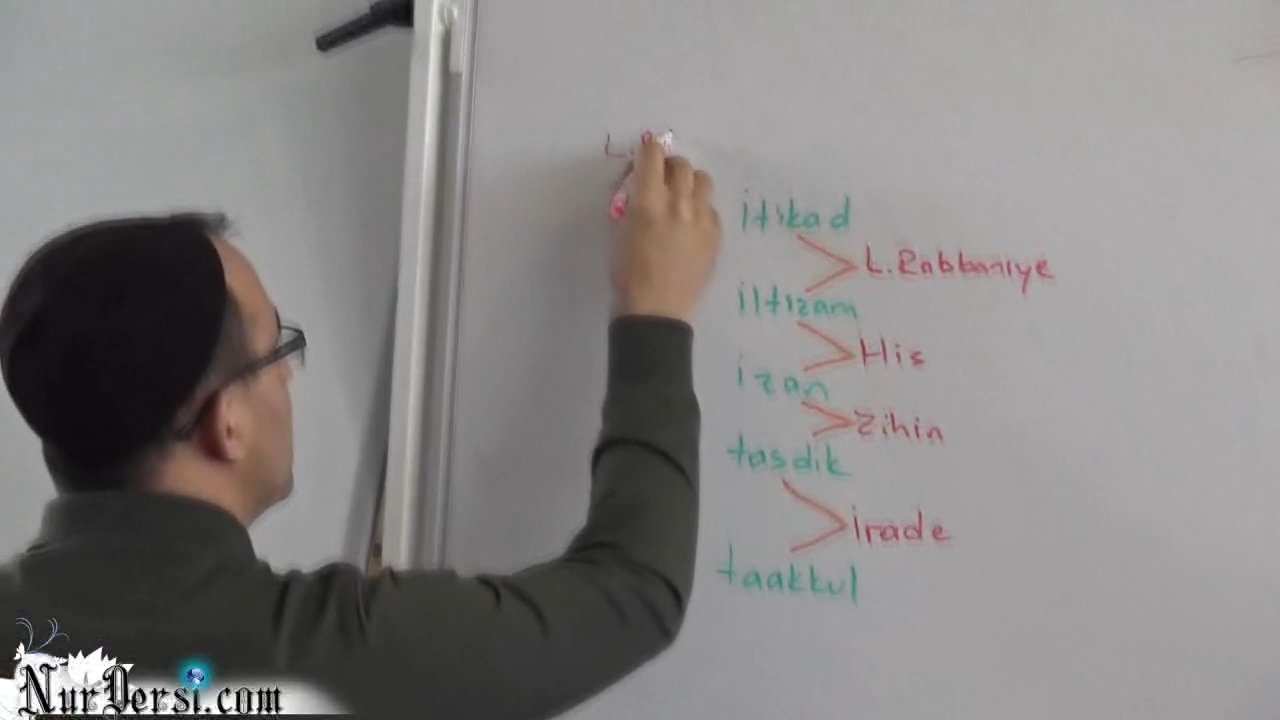 L.
itikad
L. Rabbaniye
iltizam
His
izan
Zihin
tasdik
irade
taakkul
NurDersi.com